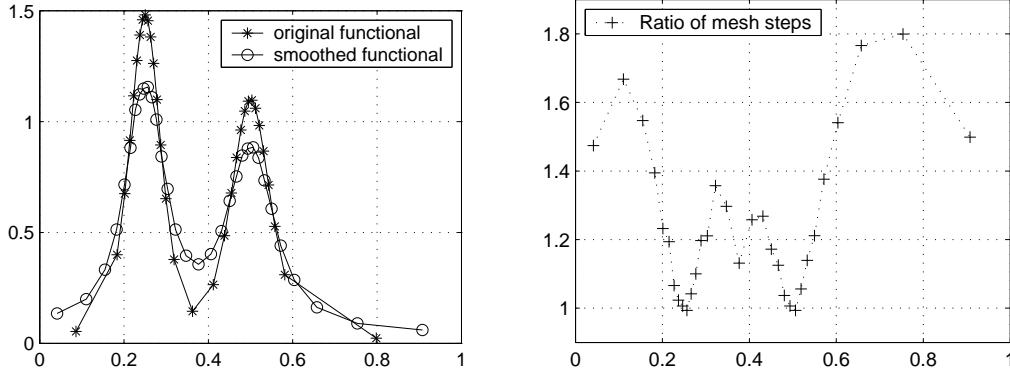 1.5
1
0.5
0
0 0.2 0.4 0.6 0.8 1
original functional
smoothed functional
1.8
1.6
1.4
1.2
1
0 0.2 0.4 0.6 0.8 1
Ratio of mesh steps